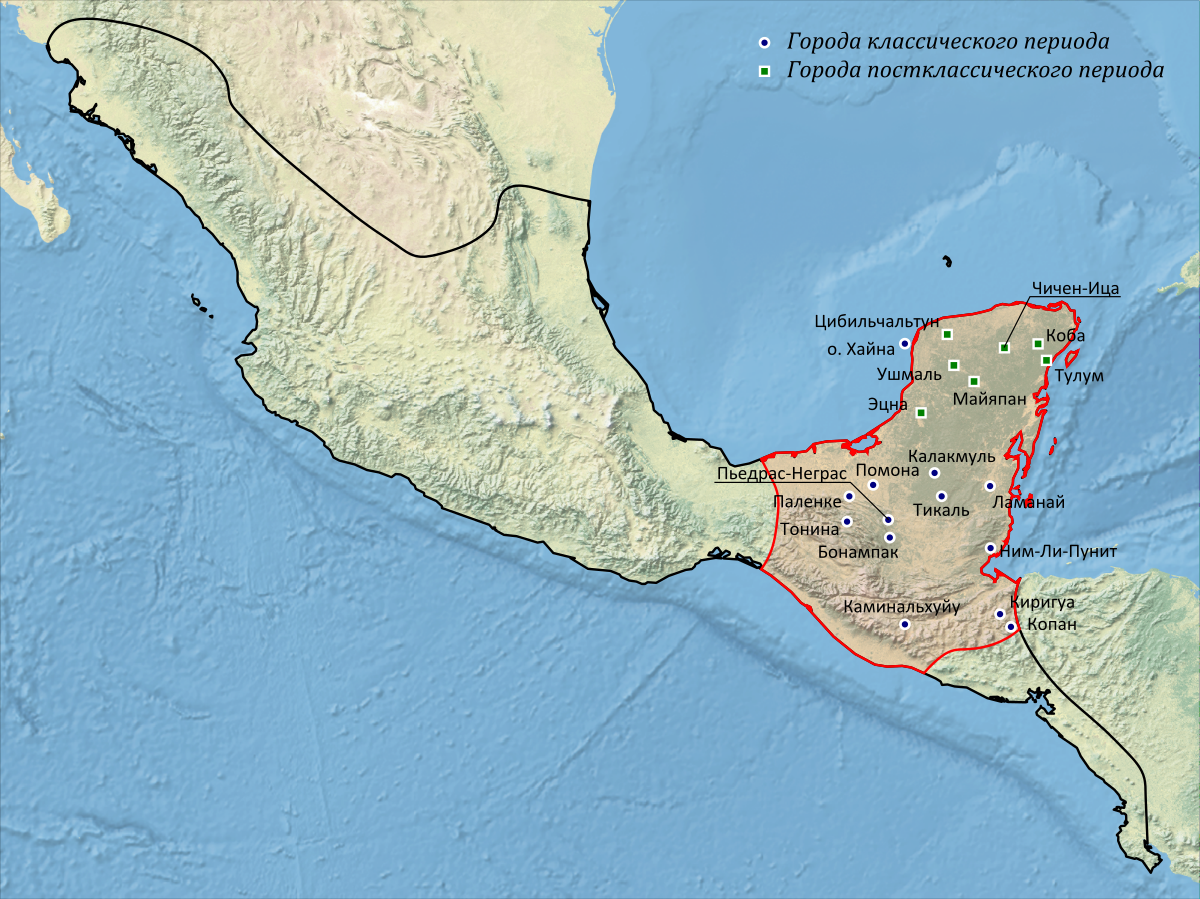 Города классического периода
Города постклассического периода
Чичен-Ица
Цибильчальтун
Коба
о. Хайна
Ушмаль
Тулум
Майяпан
Эцна
Калакмуль
Помона
Пьедрас-Неграс
Паленке
Ламанай
Тикаль
Тонина
Бонампак
Ним-Ли-Пунит
Каминальхуйу
Киригуа
Копан